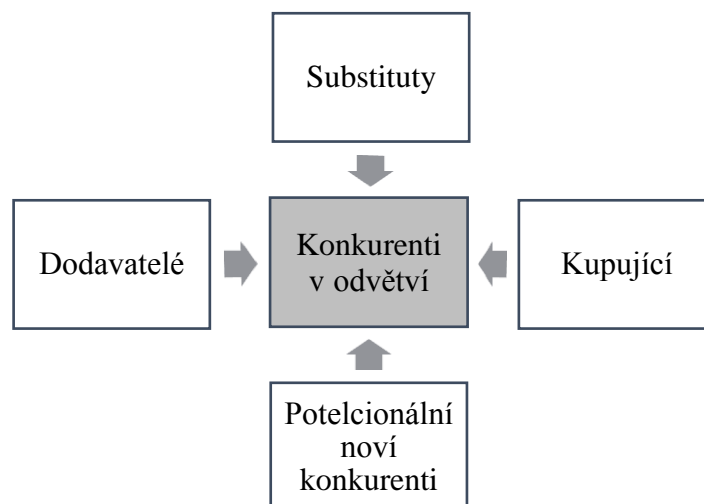 Substituty
Dodavatelé
Konkurenti
v odvětví
Kupující
Potelcionální
noví
konkurenti